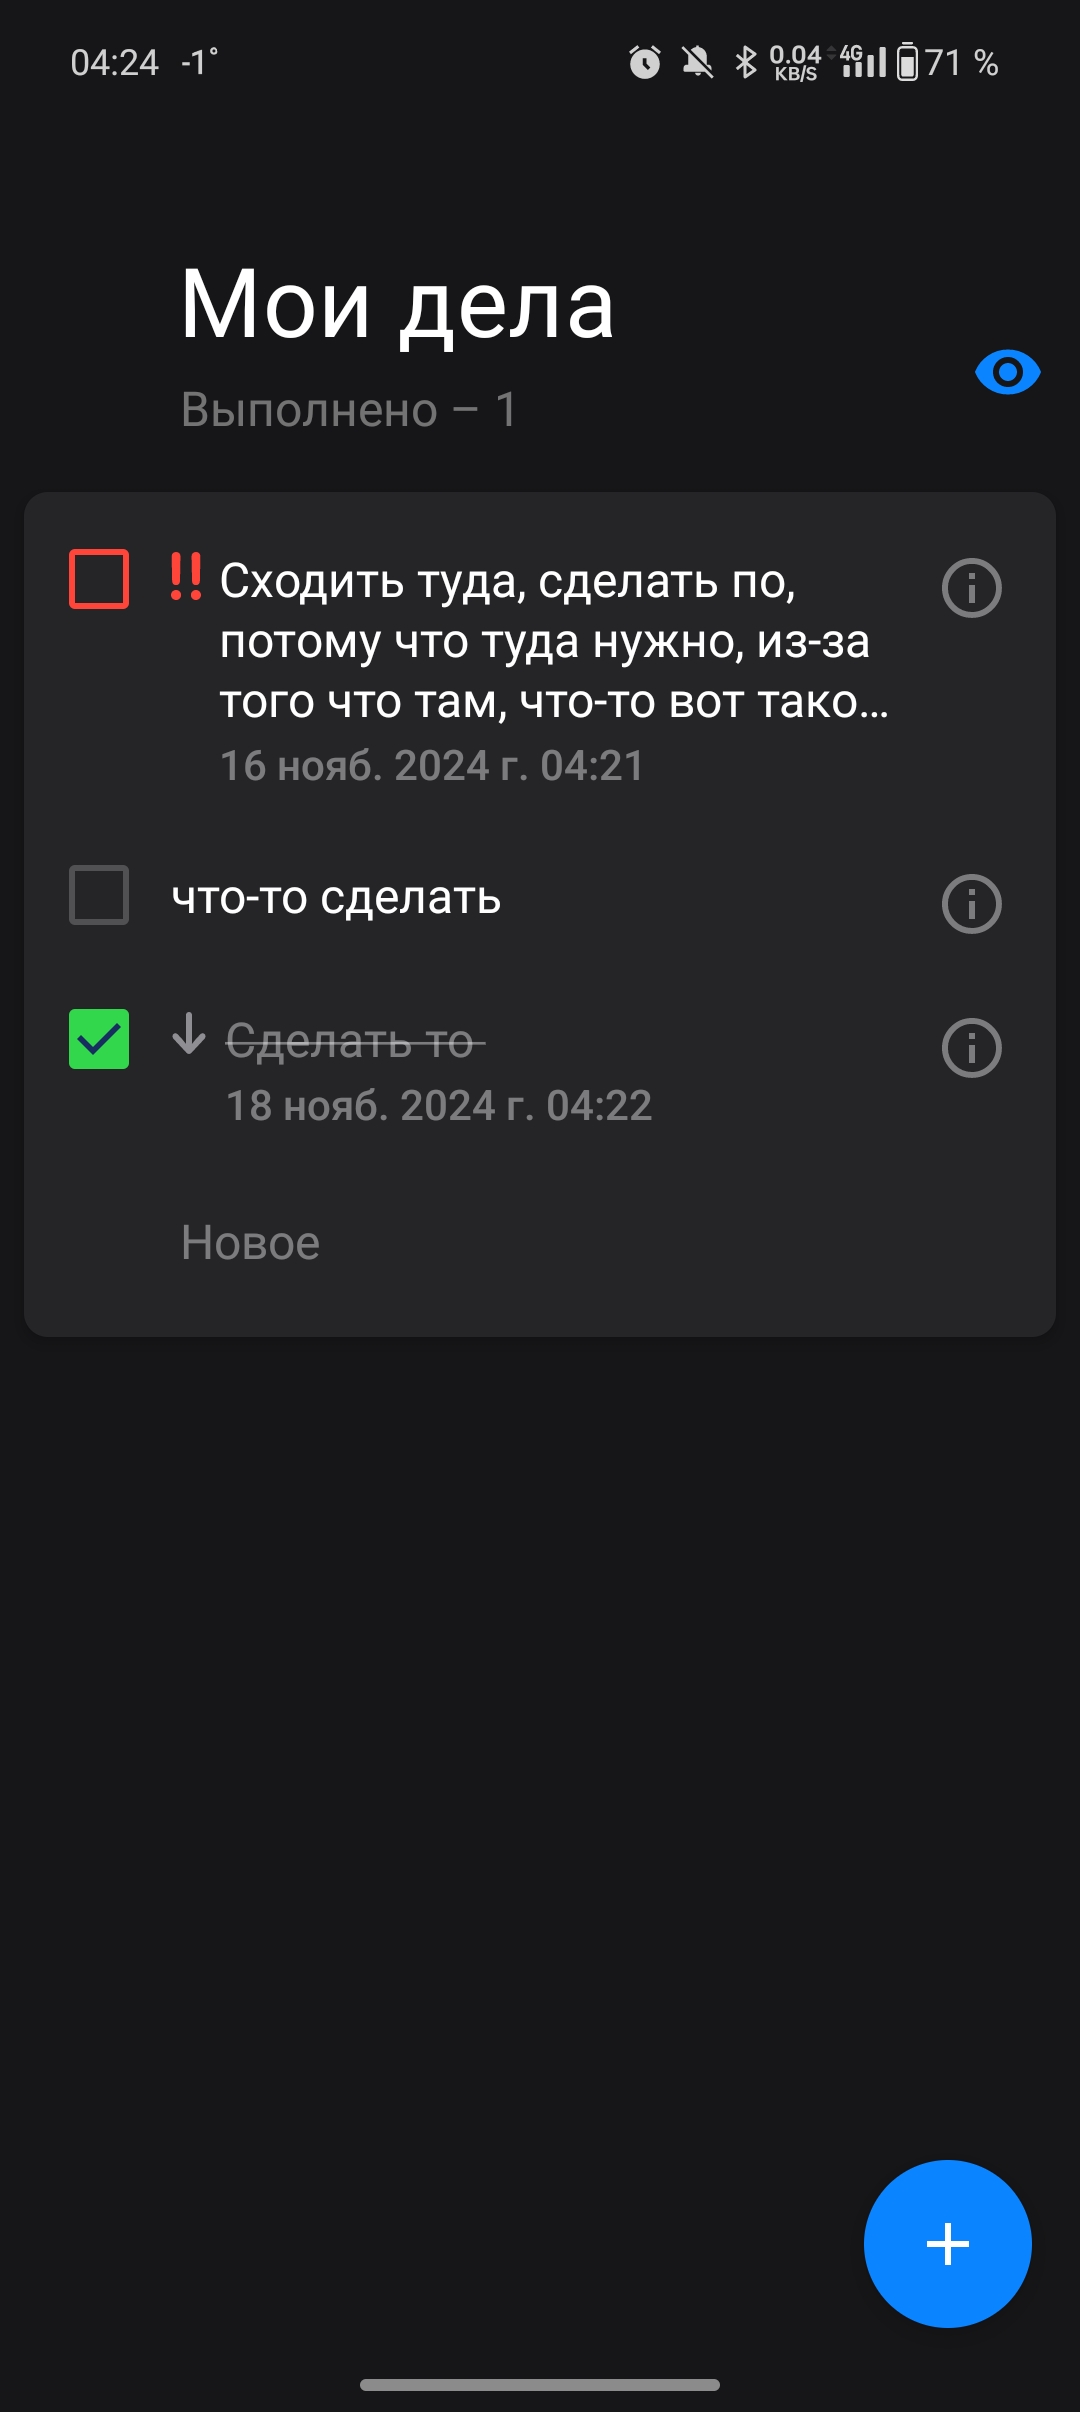 04:24 -1° 0.04 KB/S 4G 71 %
Мои дела
Выполнено – 1
!! Сходить туда, сделать по,
потому что туда нужно, из-за
того что там, что-то вот тако…
16 нояб. 2024 г. 04:21
что-то сделать
Сделать то
18 нояб. 2024 г. 04:22
Новое